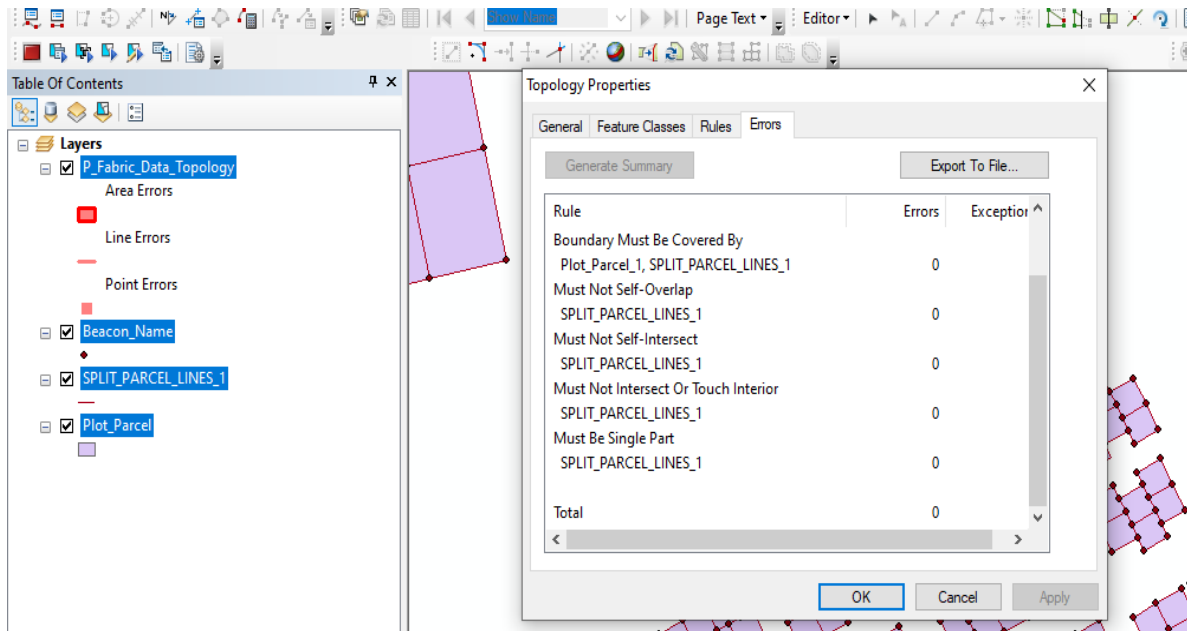 Show Name
Page Text
Editor
Table Of Contents
Layers
P_Fabric_Data_Topology
Area Errors
Line Errors
Point Errors
Beacon_Name
SPLIT_PARCEL_LINES_1
Plot_Parcel
Topology Properties
General Feature Classes Rules Errors
Generate Summary Export To File...
Rule Errors Exception
Boundary Must Be Covered By
Plot_Parcel_1, SPLIT_PARCEL_LINES_1 0
Must Not Self-Overlap
SPLIT_PARCEL_LINES_1 0
Must Not Self-Intersect
SPLIT_PARCEL_LINES_1 0
Must Not Intersect Or Touch Interior
SPLIT_PARCEL_LINES_1 0
Must Be Single Part
SPLIT_PARCEL_LINES_1 0
Total 0
OK Cancel Apply